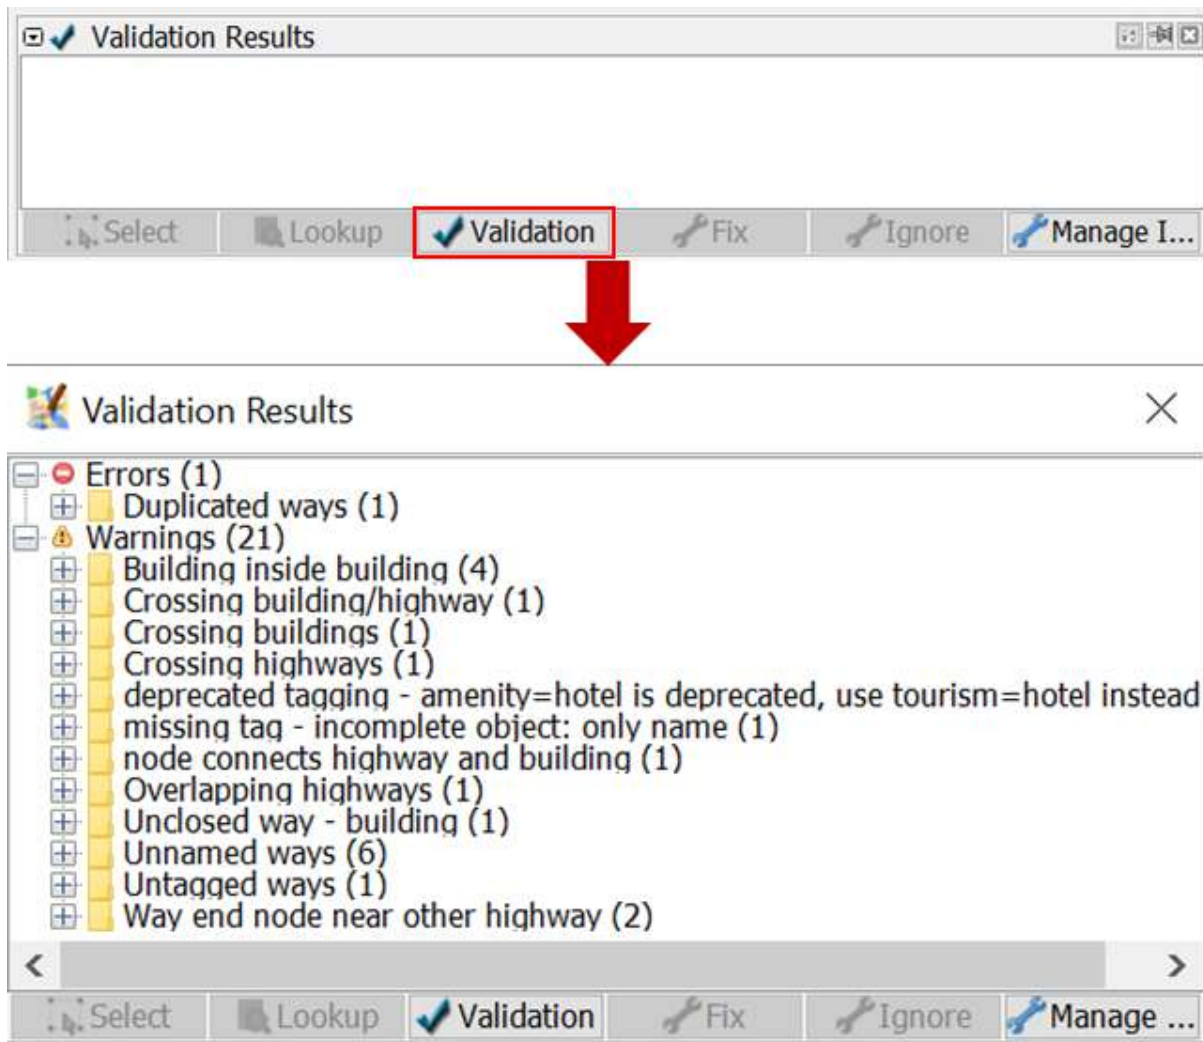 Validation Results
Select Lookup Validation Fix Ignore Manage I...
Validation Results
Errors (1)
Duplicated ways (1)
Warnings (21)
Building inside building (4)
Crossing building/highway (1)
Crossing buildings (1)
Crossing highways (1)
deprecated tagging - amenity=hotel is deprecated, use tourism=hotel instead
missing tag - incomplete object: only name (1)
node connects highway and building (1)
Overlapping highways (1)
Unclosed way - building (1)
Unnamed ways (6)
Untagged ways (1)
Way end node near other highway (2)
Select Lookup Validation Fix Ignore Manage ...